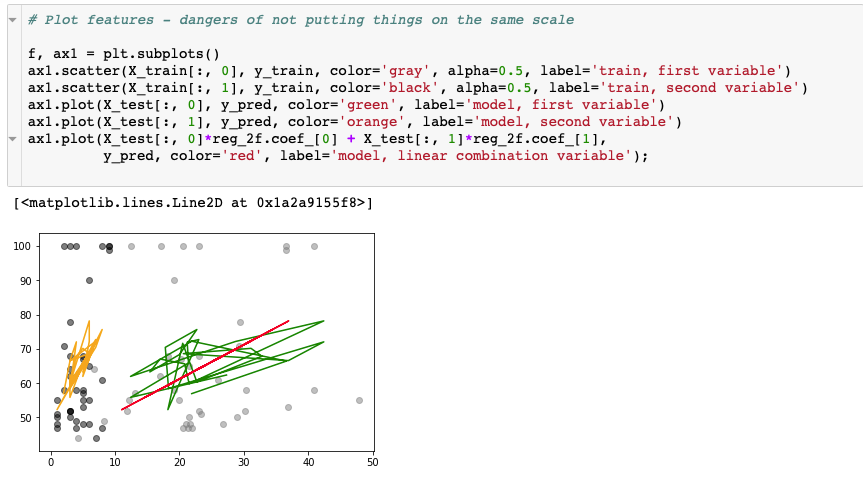 # Plot features - dangers of not putting things on the same scale
f, ax1 = plt.subplots()
ax1.scatter(X_train[:, 0], y_train, color='gray', alpha=0.5, label='train, first variable')
ax1.scatter(X_train[:, 1], y_train, color='black', alpha=0.5, label='train, second variable')
ax1.plot(X_test[:, 0], y_pred, color='green', label='model, first variable')
ax1.plot(X_test[:, 1], y_pred, color='orange', label='model, second variable')
ax1.plot(X_test[:, 0]*reg_2f.coef_[0] + X_test[:, 1]*reg_2f.coef_[1],
y_pred, color='red', label='model, linear combination variable');
[<matplotlib.lines.Line2D at 0x1a2a9155f8>]
100
90
80
70
60
50
0 10 20 30 40 50